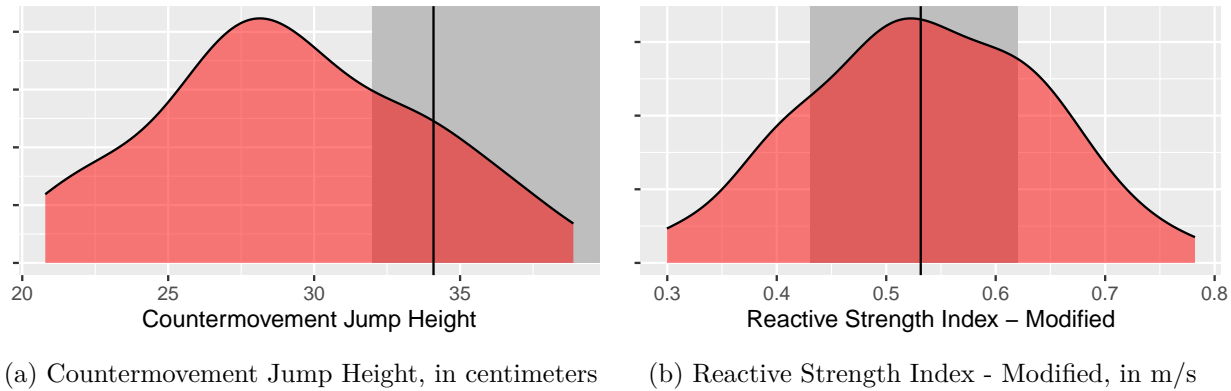 20 25 30 35
Countermovement Jump Height
(a) Countermovement Jump Height, in centimeters
0.3 0.4 0.5 0.6 0.7 0.8
Reactive Strength Index – Modified
(b) Reactive Strength Index - Modified, in m/s